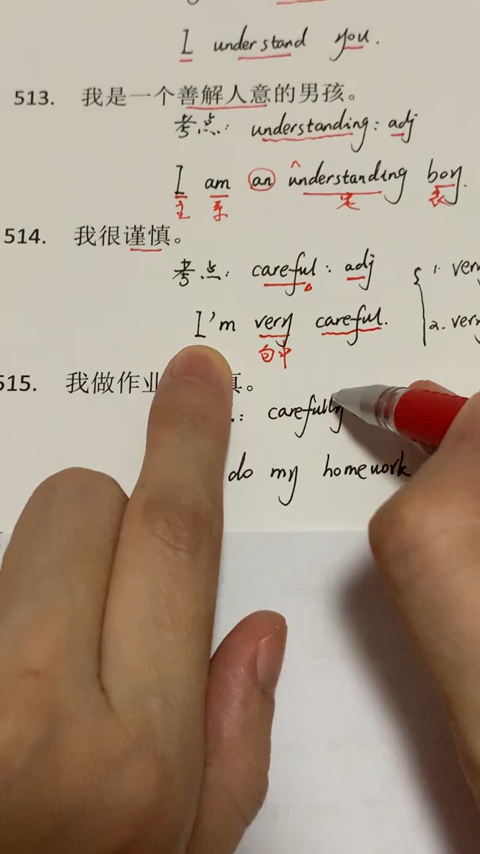 I understand you.
513. 我是一个善解人意的男孩。
考点: understanding: adj
I am an understanding boy.
主 系 定 表
514. 我很谨慎。
考点: careful: adj
1. very
I'm very careful.
2. very
句中
515. 我做作业 真。
: carefully
do my homework